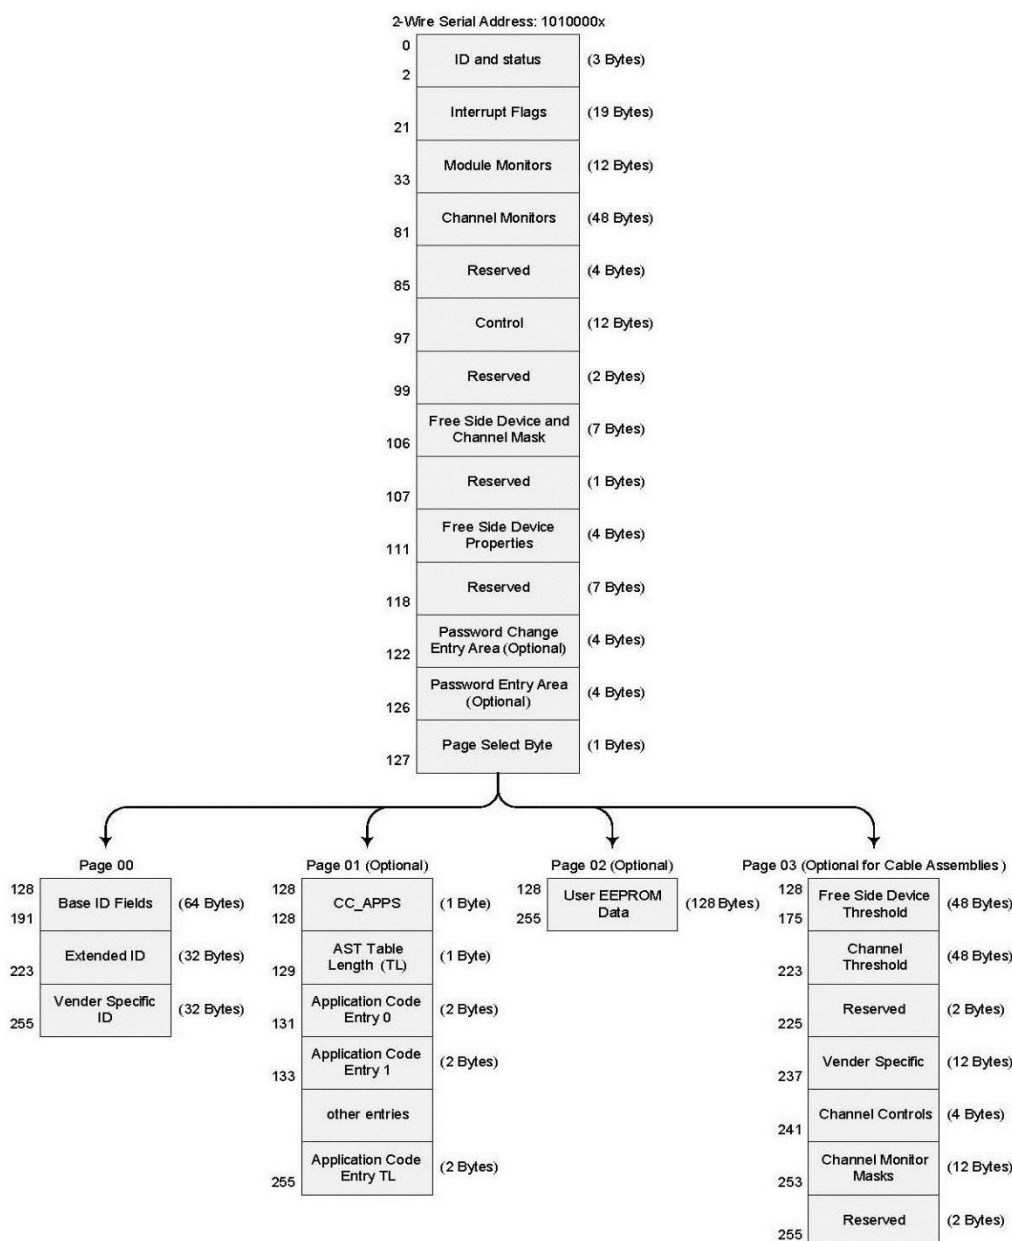 2-Wire Serial Address: 1010000x
0
ID and status (3 Bytes)
2
Interrupt Flags (19 Bytes)
21
Module Monitors (12 Bytes)
33
Channel Monitors (48 Bytes)
81
Reserved (4 Bytes)
85
Control (12 Bytes)
97
Reserved (2 Bytes)
99
Free Side Device and
Channel Mask (7 Bytes)
106
Reserved (1 Bytes)
107
Free Side Device
Properties (4 Bytes)
111
Reserved (7 Bytes)
118
Password Change
Entry Area (Optional) (4 Bytes)
122
Password Entry Area
(Optional) (4 Bytes)
126
Page Select Byte (1 Bytes)
127
Page 00
128
Base ID Fields (64 Bytes)
191
Extended ID (32 Bytes)
223
Vender Specific
ID (32 Bytes)
255
Page 01 (Optional)
128
CC_APPS (1 Byte)
128
AST Table
Length (TL) (1 Byte)
129
Application Code
Entry 0 (2 Bytes)
131
Application Code
Entry 1 (2 Bytes)
133
other entries
Application Code
Entry TL (2 Bytes)
255
Page 02 (Optional)
128
User EEPROM
Data (128 Bytes)
255
Page 03 (Optional for Cable Assemblies )
128
Free Side Device
Threshold (48 Bytes)
175
Channel
Threshold (48 Bytes)
223
Reserved (2 Bytes)
225
Vender Specific (12 Bytes)
237
Channel Controls (4 Bytes)
241
Channel Monitor
Masks (12 Bytes)
253
Reserved (2 Bytes)
255